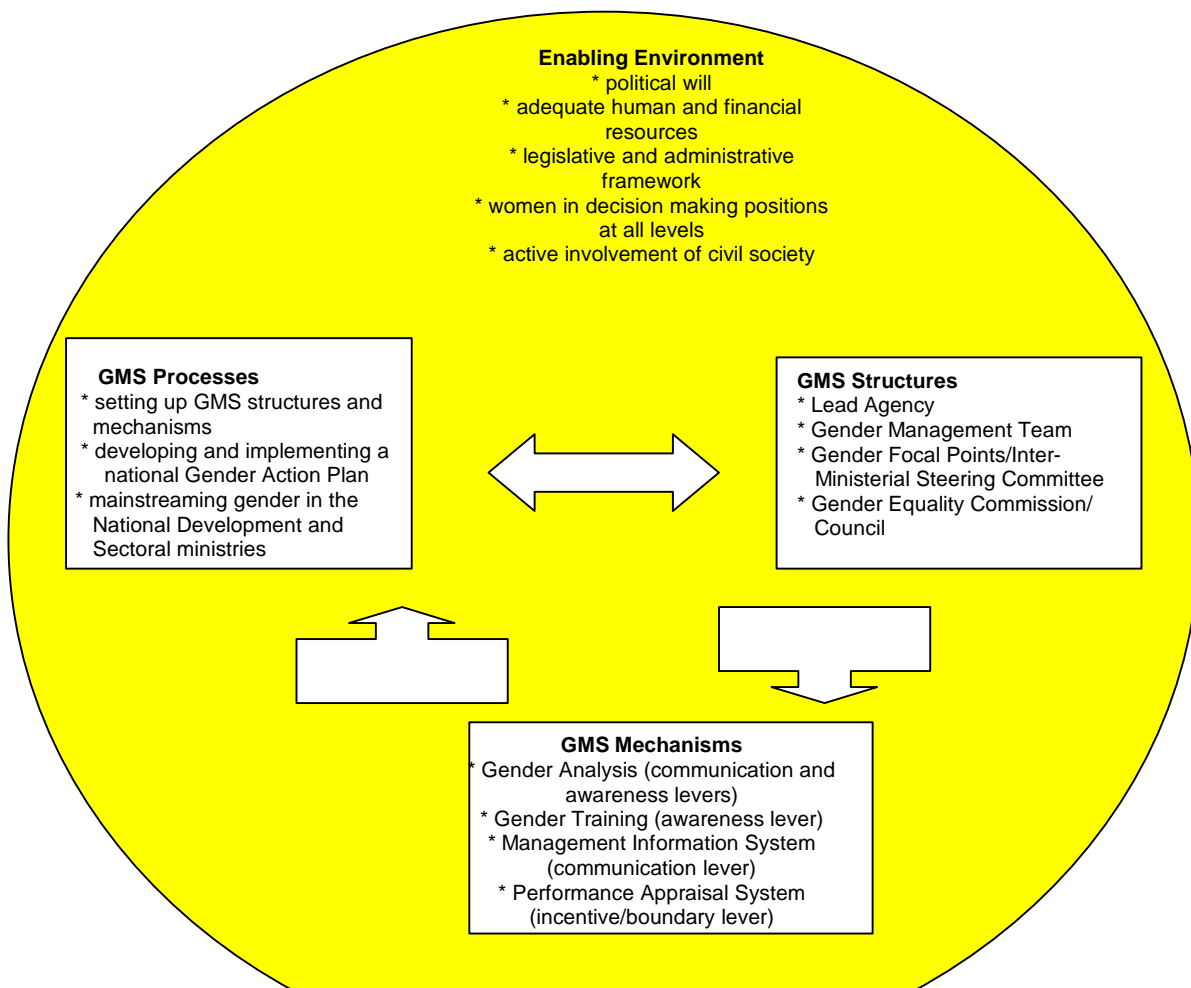 Enabling Environment
* political will
* adequate human and financial
resources
* legislative and administrative
framework
* women in decision making positions
at all levels
* active involvement of civil society
GMS Processes
* setting up GMS structures and
mechanisms
* developing and implementing a
national Gender Action Plan
* mainstreaming gender in the
National Development and
Sectoral ministries
GMS Structures
* Lead Agency
* Gender Management Team
* Gender Focal Points/Inter-
Ministerial Steering Committee
* Gender Equality Commission/
Council
GMS Mechanisms
* Gender Analysis (communication and
awareness levers)
* Gender Training (awareness lever)
* Management Information System
(communication lever)
* Performance Appraisal System
(incentive/boundary lever)